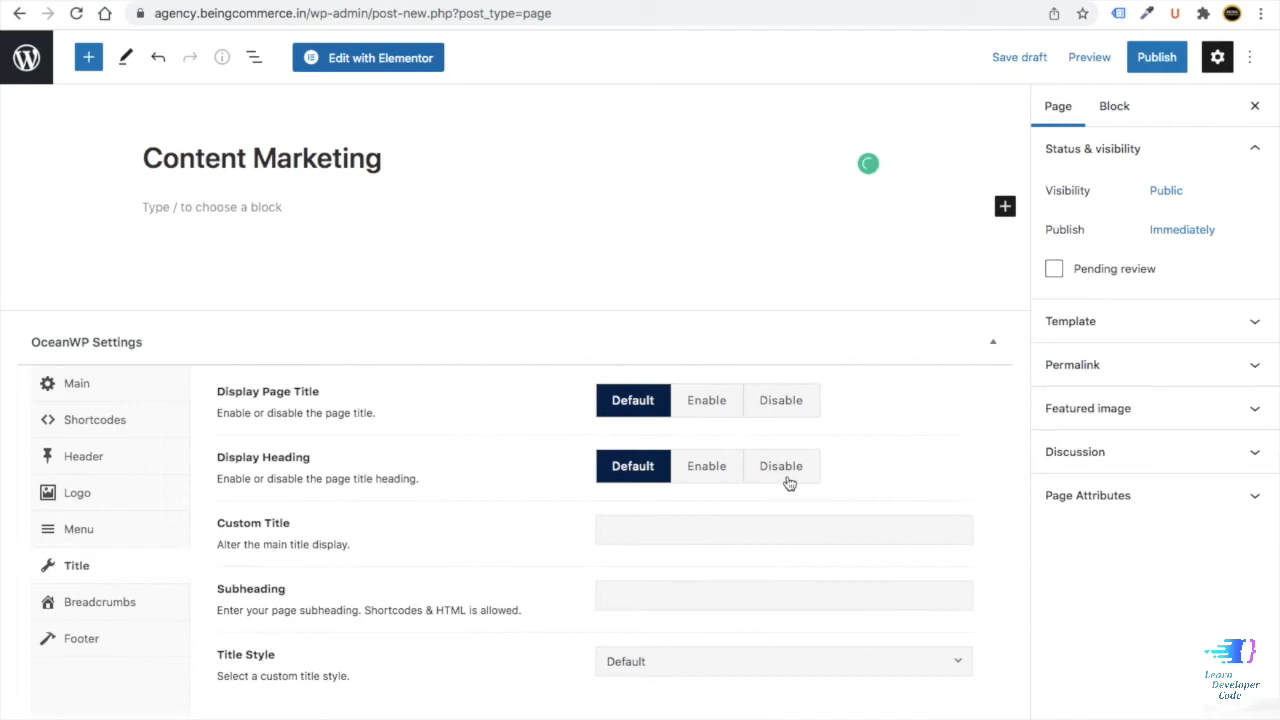 agency.beingcommerce.in/wp-admin/post-new.php?post_type=page
Edit with Elementor
Save draft
Preview
Publish
Content Marketing
Type / to choose a block
Page
Block
Status & visibility
Visibility
Public
Publish
Immediately
Pending review
Template
Permalink
Featured image
Discussion
Page Attributes
OceanWP Settings
Main
Shortcodes
Header
Logo
Menu
Title
Breadcrumbs
Footer
Display Page Title
Enable or disable the page title.
Default
Enable
Disable
Display Heading
Enable or disable the page title heading.
Default
Enable
Disable
Custom Title
Alter the main title display.
Subheading
Enter your page subheading. Shortcodes & HTML is allowed.
Title Style
Select a custom title style.
Default
Learn
Developer
Code